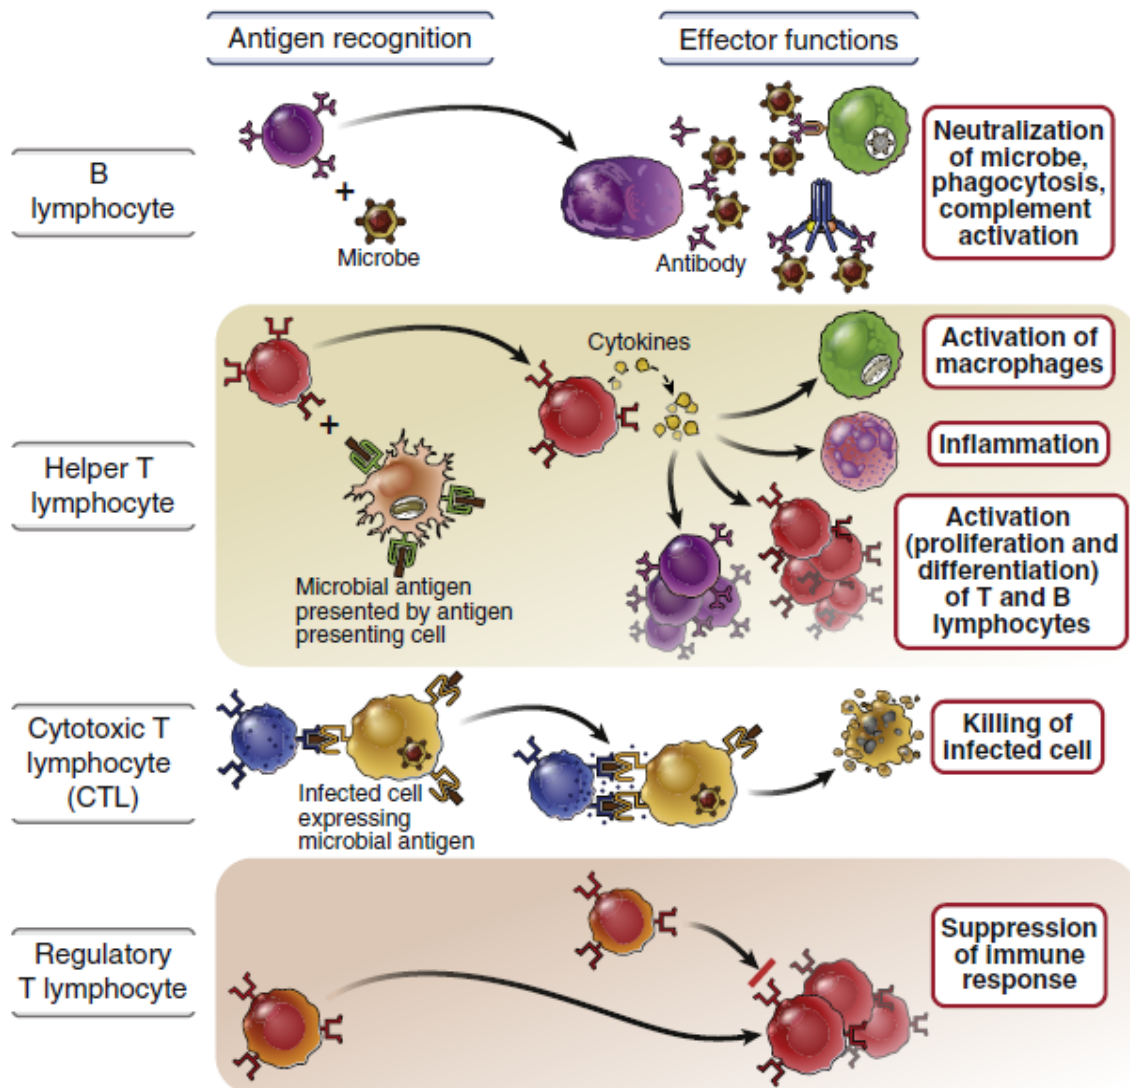 Antigen recognition
Effector functions
B
lymphocyte
+
Microbe
Antibody
Neutralization
of microbe,
phagocytosis,
complement
activation
Helper T
lymphocyte
+
Microbial antigen
presented by antigen
presenting cell
Cytokines
Activation of
macrophages
Inflammation
Activation
(proliferation and
differentiation)
of T and B
lymphocytes
Cytotoxic T
lymphocyte
(CTL)
Infected cell
expressing
microbial antigen
Killing of
infected cell
Regulatory
T lymphocyte
Suppression
of immune
response